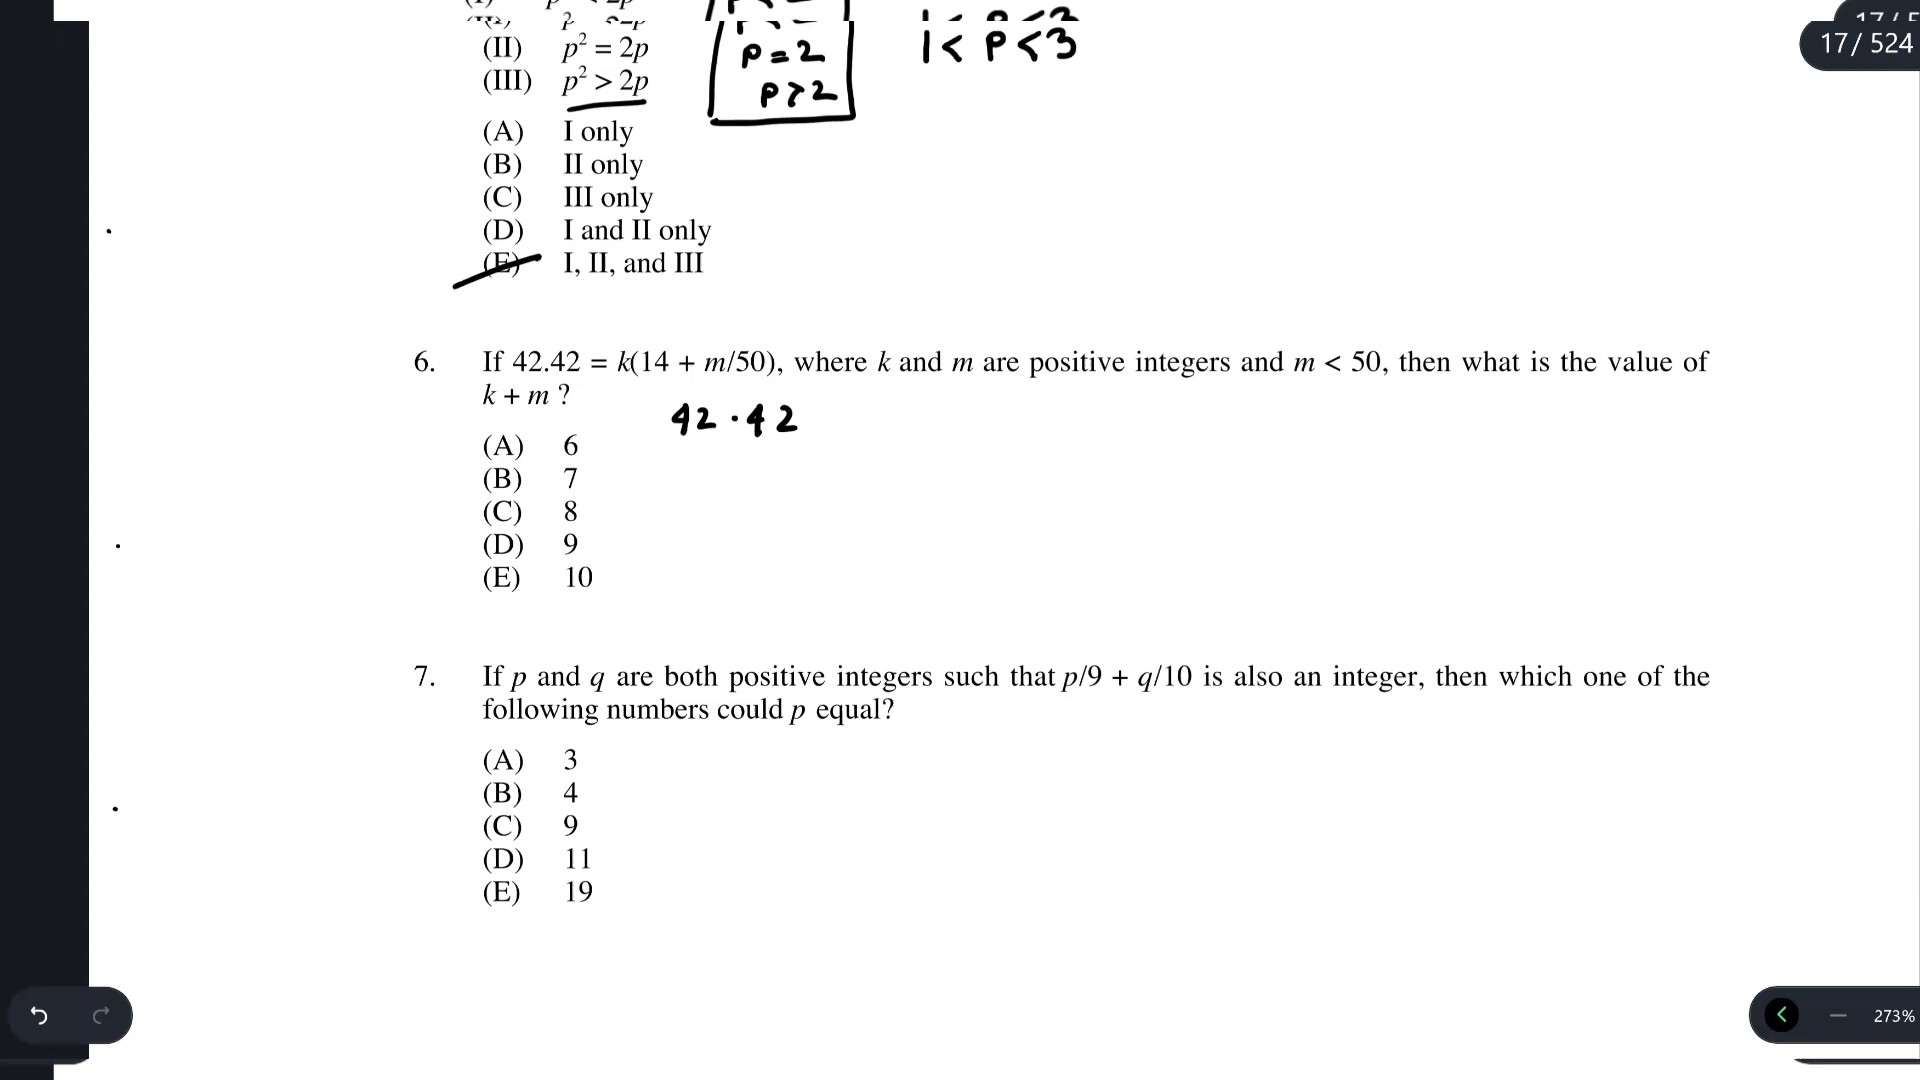 17 / 524
(II) p² = 2p
p = 2
1 < p < 3
(III) p² > 2p
p > 2
(A) I only
(B) II only
(C) III only
(D) I and II only
(E) I, II, and III
6. If 42.42 = k(14 + m/50), where k and m are positive integers and m < 50, then what is the value of
k + m ?
42.42
(A) 6
(B) 7
(C) 8
(D) 9
(E) 10
7. If p and q are both positive integers such that p/9 + q/10 is also an integer, then which one of the
following numbers could p equal?
(A) 3
(B) 4
(C) 9
(D) 11
(E) 19
273%